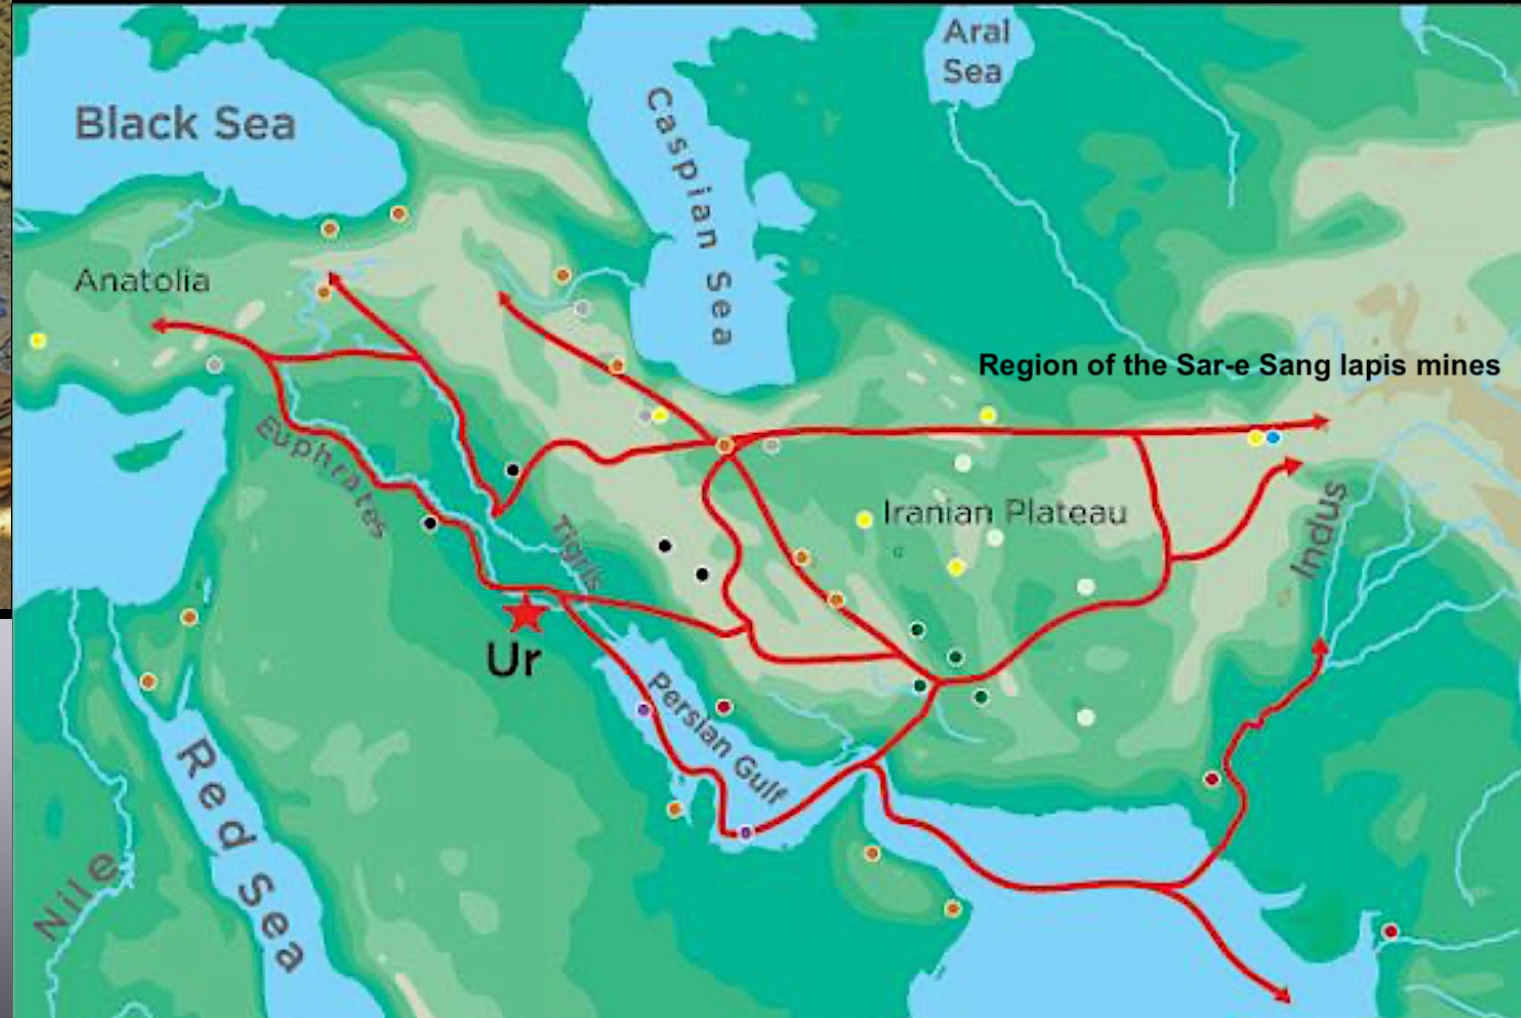 Aral
Sea
Black Sea
Caspian Sea
Anatolia
Region of the Sar-e Sang lapis mines
Euphrates
Iranian Plateau
Indus
Tigris
Ur
Persian Gulf
Red Sea
Nile